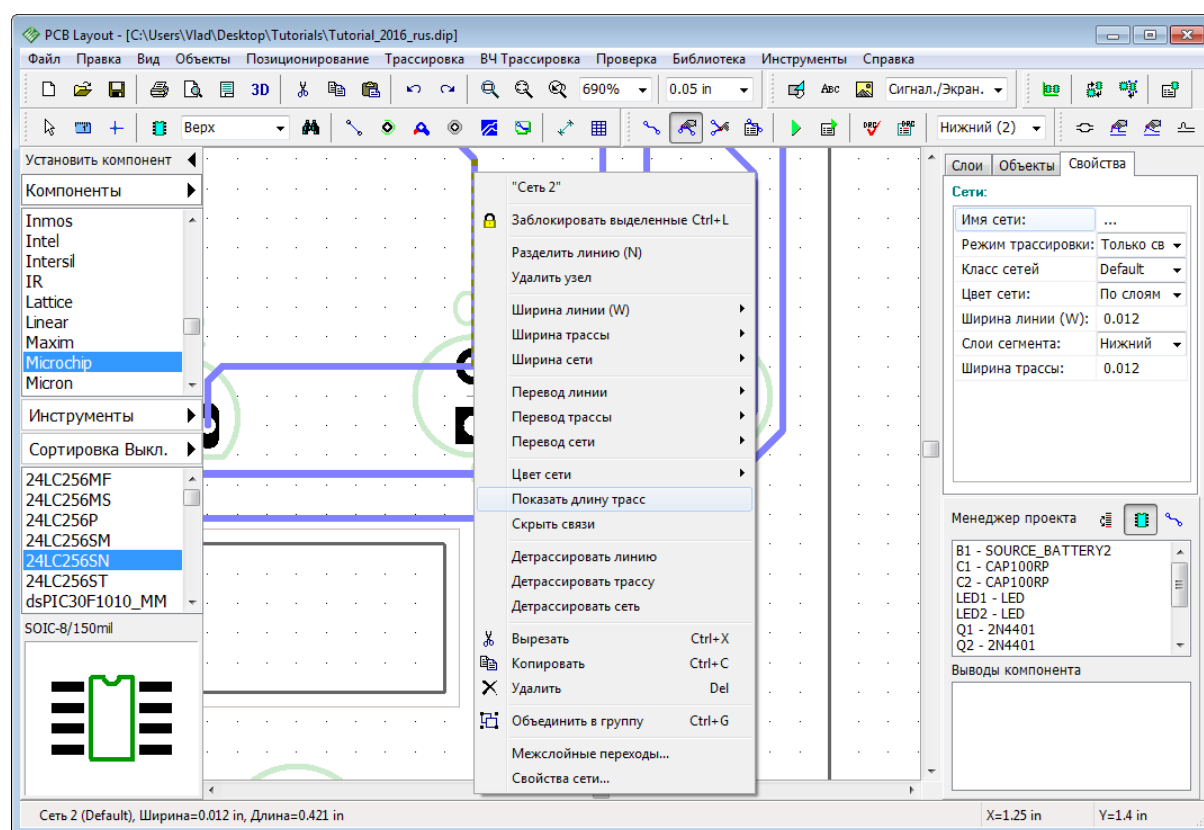 PCB Layout - [C:\Users\Vlad\Desktop\Tutorials\Tutorial_2016_rus.dip]
Файл Правка Вид Объекты Позиционирование Трассировка ВЧ Трассировка Проверка Библиотека Инструменты Справка
3D 690% 0.05 in ABC Сигнал./Экран.
Верх DRC Нижний (2)
Установить компонент
Компоненты
Inmos
Intel
Intersil
IR
Lattice
Linear
Maxim
Microchip
Micron
Инструменты
Сортировка Выкл.
24LC256MF
24LC256MS
24LC256P
24LC256SM
24LC256SN
24LC256ST
dsPIC30F1010_MM
SOIC-8/150mil
"Сеть 2"
Заблокировать выделенные Ctrl+L
Разделить линию (N)
Удалить узел
Ширина линии (W)
Ширина трассы
Ширина сети
Перевод линии
Перевод трассы
Перевод сети
Цвет сети
Показать длину трасс
Скрыть связи
Детрассировать линию
Детрассировать трассу
Детрассировать сеть
Вырезать Ctrl+X
Копировать Ctrl+C
Удалить Del
Объединить в группу Ctrl+G
Межслойные переходы...
Свойства сети...
Слои Объекты Свойства
Сети:
Имя сети: ...
Режим трассировки: Только св
Класс сетей Default
Цвет сети: По слоям
Ширина линии (W): 0.012
Слои сегмента: Нижний
Ширина трассы: 0.012
Менеджер проекта
B1 - SOURCE_BATTERY2
C1 - CAP100RP
C2 - CAP100RP
LED1 - LED
LED2 - LED
Q1 - 2N4401
Q2 - 2N4401
Выводы компонента
Сеть 2 (Default), Ширина=0.012 in, Длина=0.421 in X=1.25 in Y=1.4 in